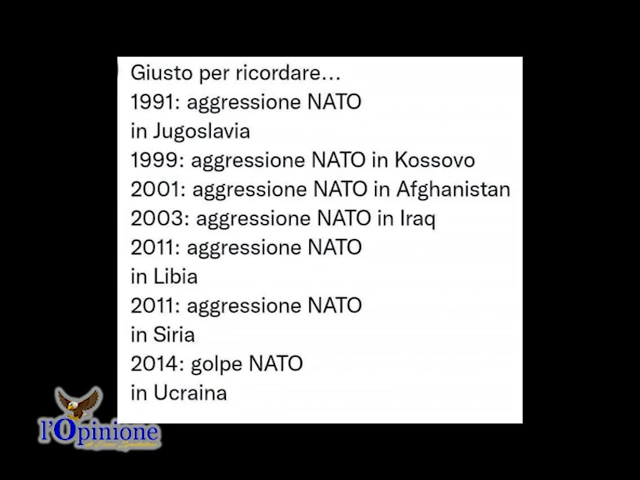 Giusto per ricordare...
1991: aggressione NATO
in Jugoslavia
1999: aggressione NATO in Kossovo
2001: aggressione NATO in Afghanistan
2003: aggressione NATO in Iraq
2011: aggressione NATO
in Libia
2011: aggressione NATO
in Siria
2014: golpe NATO
in Ucraina
l'Opinione